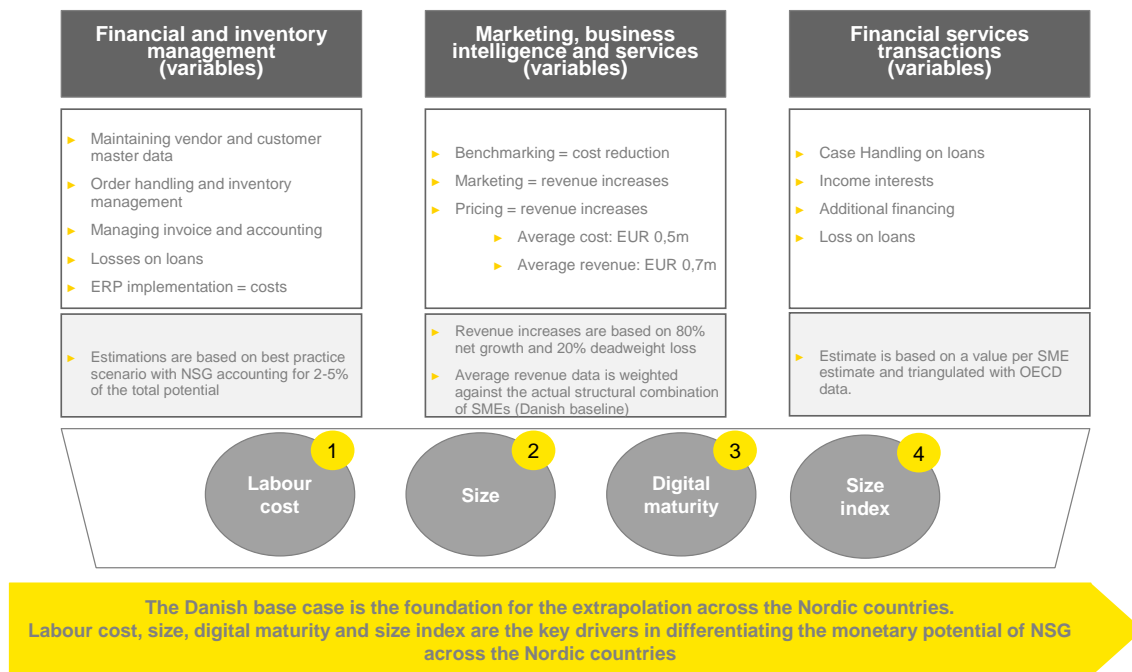 Financial and inventory
management
(variables)
Maintaining vendor and customer
master data
Order handling and inventory
management
Managing invoice and accounting
Losses on loans
ERP implementation = costs
Estimations are based on best practice
scenario with NSG accounting for 2-5%
of the total potential
Marketing, business
intelligence and services
(variables)
Benchmarking = cost reduction
Marketing = revenue increases
Pricing = revenue increases
Average cost: EUR 0,5m
Average revenue: EUR 0,7m
Revenue increases are based on 80%
net growth and 20% deadweight loss
Average revenue data is weighted
against the actual structural combination
of SMEs (Danish baseline)
Financial services
transactions
(variables)
Case Handling on loans
Income interests
Additional financing
Loss on loans
Estimate is based on a value per SME
estimate and triangulated with OECD
data.
1
Labour
cost
2
Size
3
Digital
maturity
4
Size
index
The Danish base case is the foundation for the extrapolation across the Nordic countries.
Labour cost, size, digital maturity and size index are the key drivers in differentiating the monetary potential of NSG
across the Nordic countries